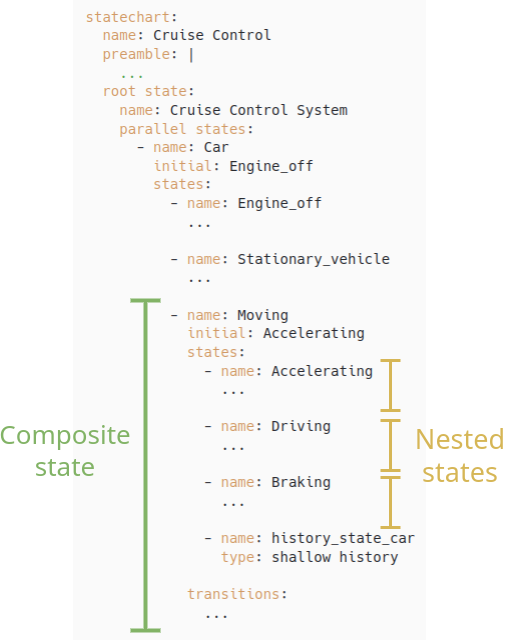 statechart:
name: Cruise Control
preamble: |
...
root state:
name: Cruise Control System
parallel states:
- name: Car
initial: Engine_off
states:
- name: Engine_off
...
- name: Stationary_vehicle
...
- name: Moving
initial: Accelerating
states:
- name: Accelerating
...
- name: Driving
...
- name: Braking
...
- name: history_state_car
type: shallow history
transitions:
...
Composite
state
Nested
states